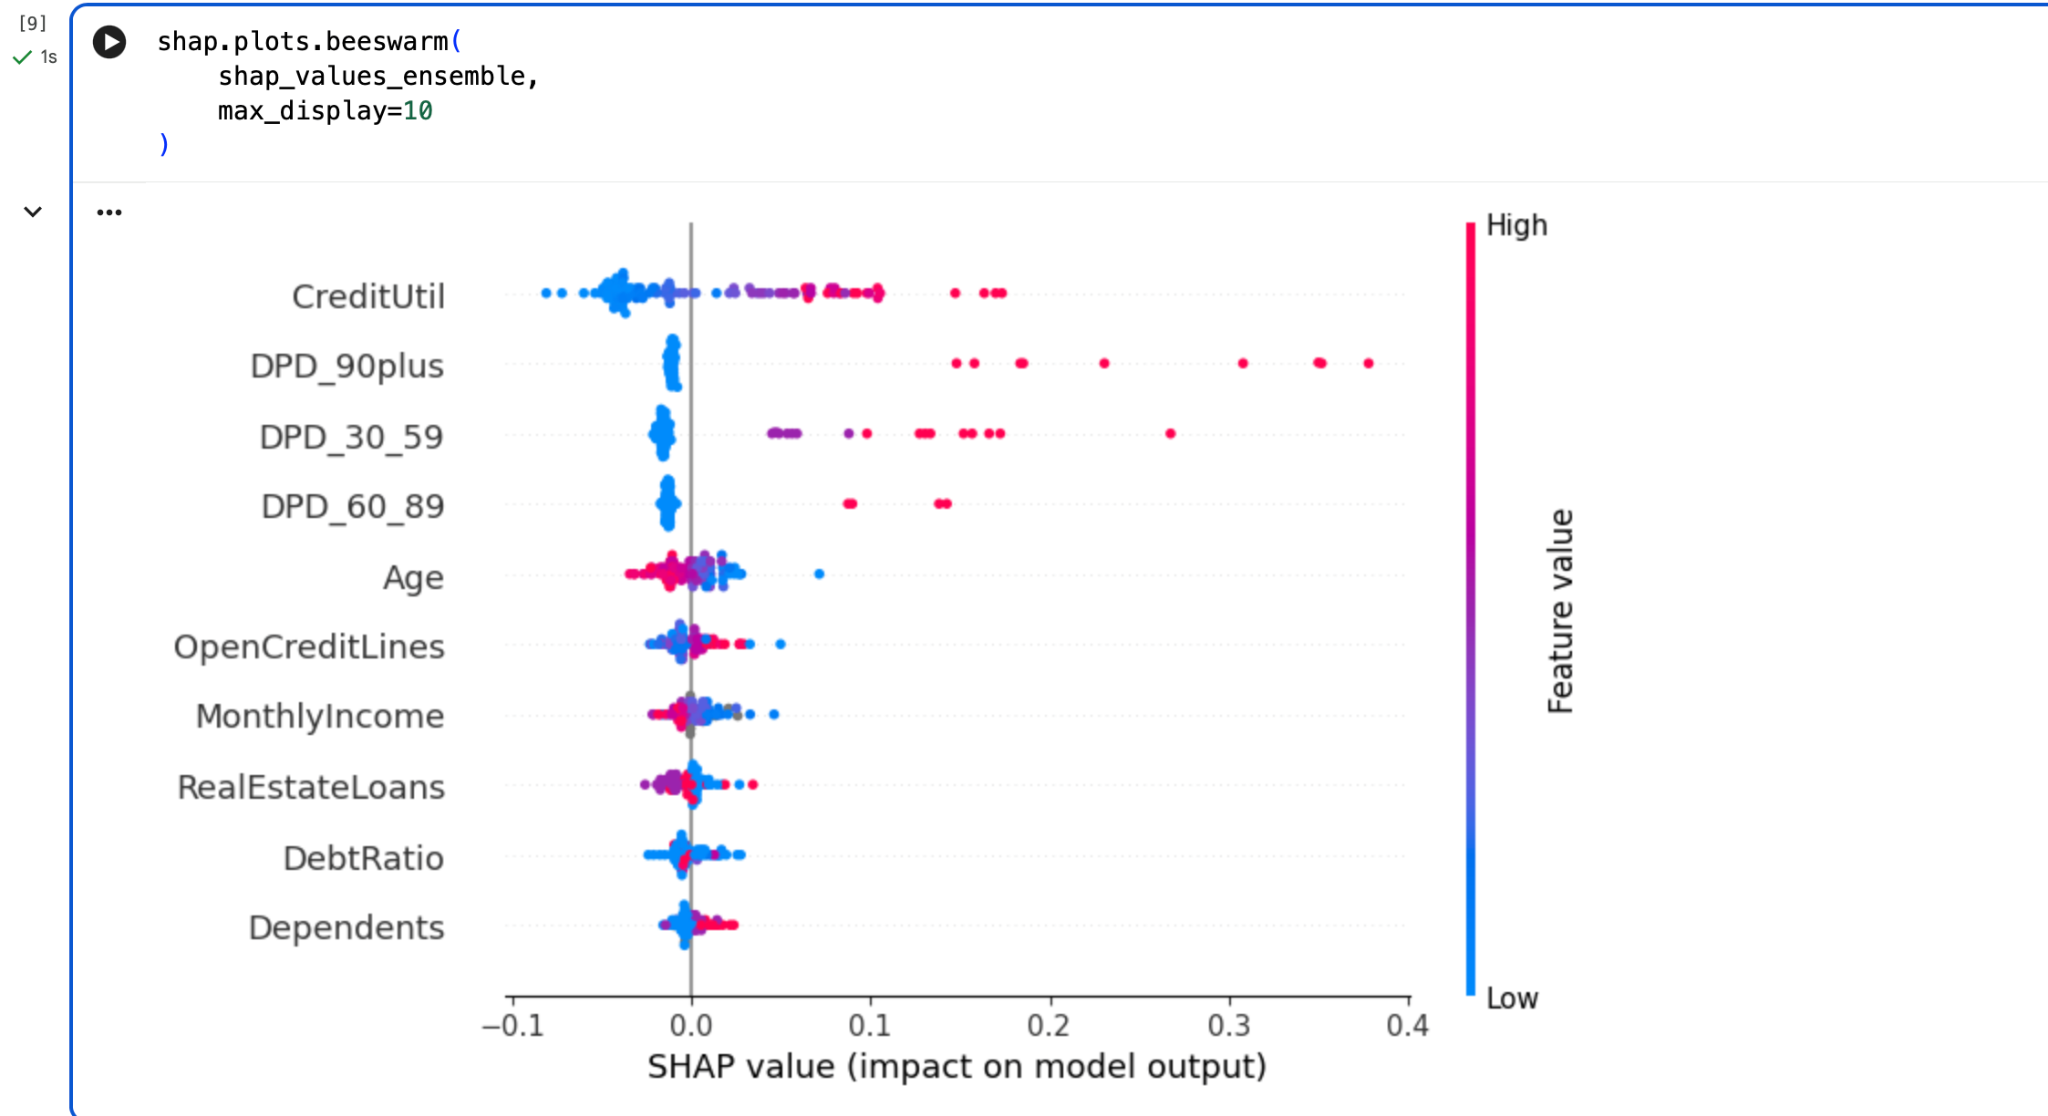 [9]
1s
shap.plots.beeswarm(
    shap_values_ensemble,
    max_display=10
)
High
CreditUtil
DPD_90plus
DPD_30_59
DPD_60_89
Age
OpenCreditLines
MonthlyIncome
RealEstateLoans
DebtRatio
Dependents
Feature value
Low
−0.1 0.0 0.1 0.2 0.3 0.4
SHAP value (impact on model output)